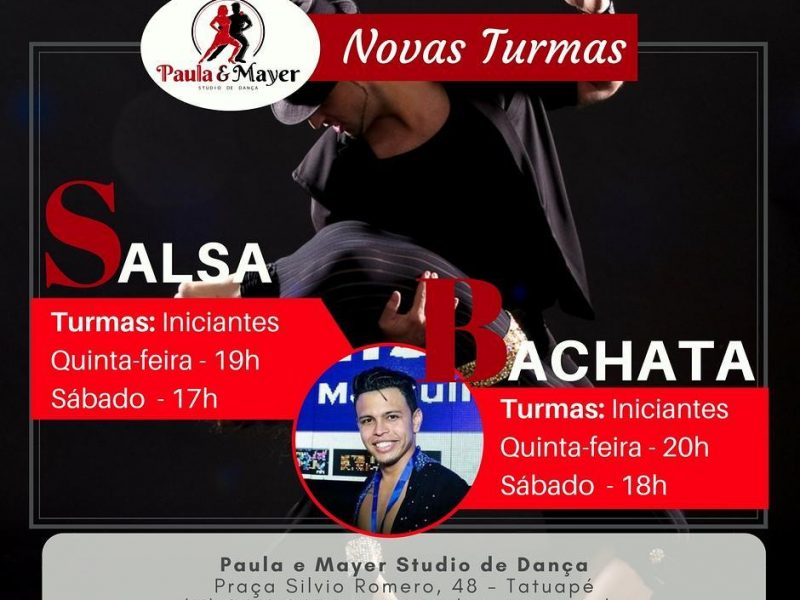 Paula & Mayer
STUDIO DE DANÇA
Novas Turmas
SALSA
Turmas: Iniciantes
Quinta-feira - 19h
Sábado - 17h
BACHATA
Turmas: Iniciantes
Quinta-feira - 20h
Sábado - 18h
Paula e Mayer Studio de Dança
Praça Silvio Romero, 48 – Tatuapé